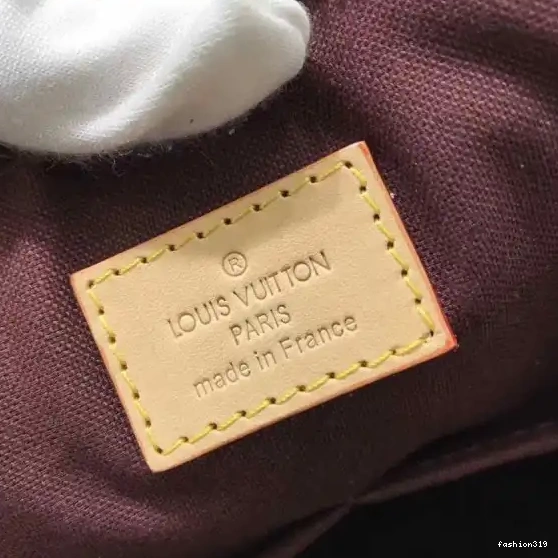 ®
LOUIS VUITTON
PARIS
made in France
fashion319